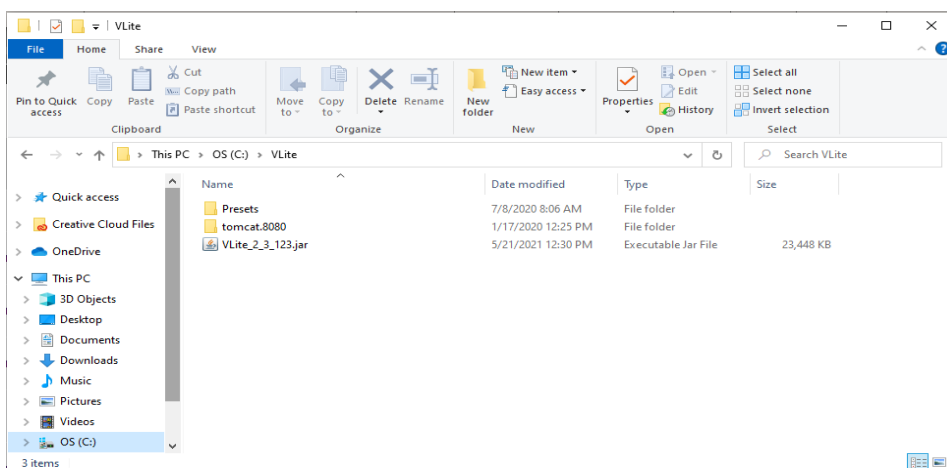 VLite
File Home Share View
Pin to Quick access
Copy
Paste
Cut
Copy path
Paste shortcut
Clipboard
Move to
Copy to
Delete
Rename
Organize
New folder
New item
Easy access
New
Properties
Open
Edit
History
Open
Select all
Select none
Invert selection
Select
This PC > OS (C:) > VLite
Search VLite
Name Date modified Type Size
Presets 7/8/2020 8:06 AM File folder
tomcat.8080 1/17/2020 12:25 PM File folder
VLite_2_3_123.jar 5/21/2021 12:30 PM Executable Jar File 23,448 KB
Quick access
Creative Cloud Files
OneDrive
This PC
3D Objects
Desktop
Documents
Downloads
Music
Pictures
Videos
OS (C:)
3 items